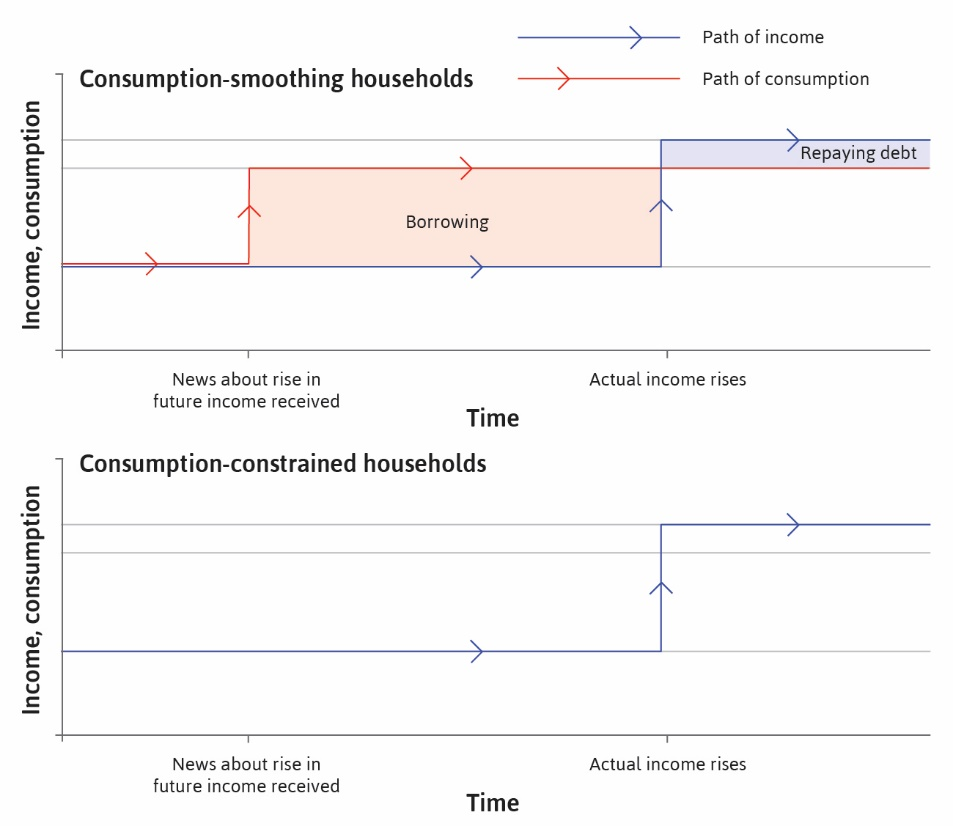 Path of income
Path of consumption
Consumption-smoothing households
Income, consumption
Repaying debt
Borrowing
News about rise in
future income received
Actual income rises
Time
Consumption-constrained households
Income, consumption
News about rise in
future income received
Actual income rises
Time